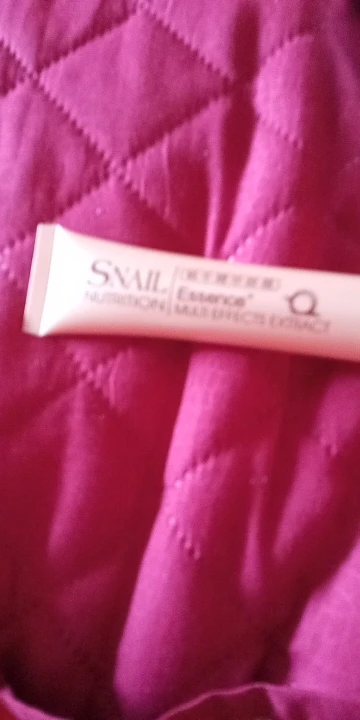 SNAIL
NUTRITION
Essence
MULTI EFFECTS EXTRACT